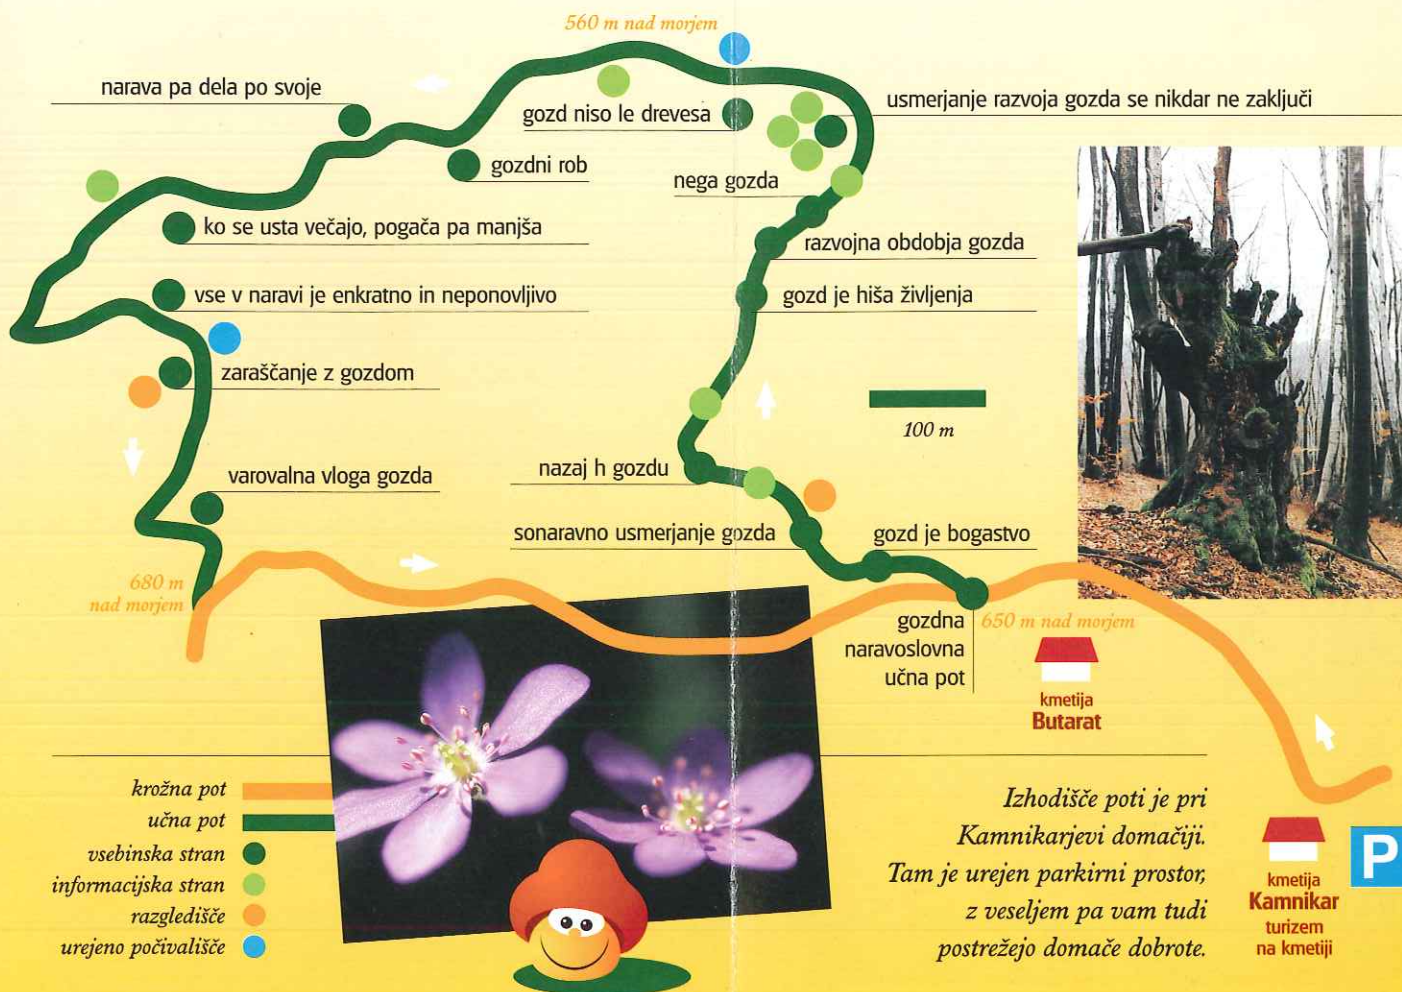 560 m nad morjem
narava pa dela po svoje
gozd niso le drevesa
usmerjanje razvoja gozda se nikdar ne zaključi
gozdni rob
nega gozda
ko se usta večajo, pogača pa manjša
razvojna obdobja gozda
vse v naravi je enkratno in neponovljivo
gozd je hiša življenja
zaraščanje z gozdom
100 m
varovalna vloga gozda
nazaj h gozdu
sonaravno usmerjanje gozda
gozd je bogastvo
680 m
nad morjem
gozdna
naravoslovna
učna pot
650 m nad morjem
kmetija
Butarat
krožna pot
učna pot
vsebinska stran
informacijska stran
razgledišče
urejeno počivališče
Izhodišče poti je pri
Kamnikarjevi domačiji.
Tam je urejen parkirni prostor,
z veseljem pa vam tudi
postrežejo domače dobrote.
kmetija
Kamnikar
turizem
na kmetiji
P